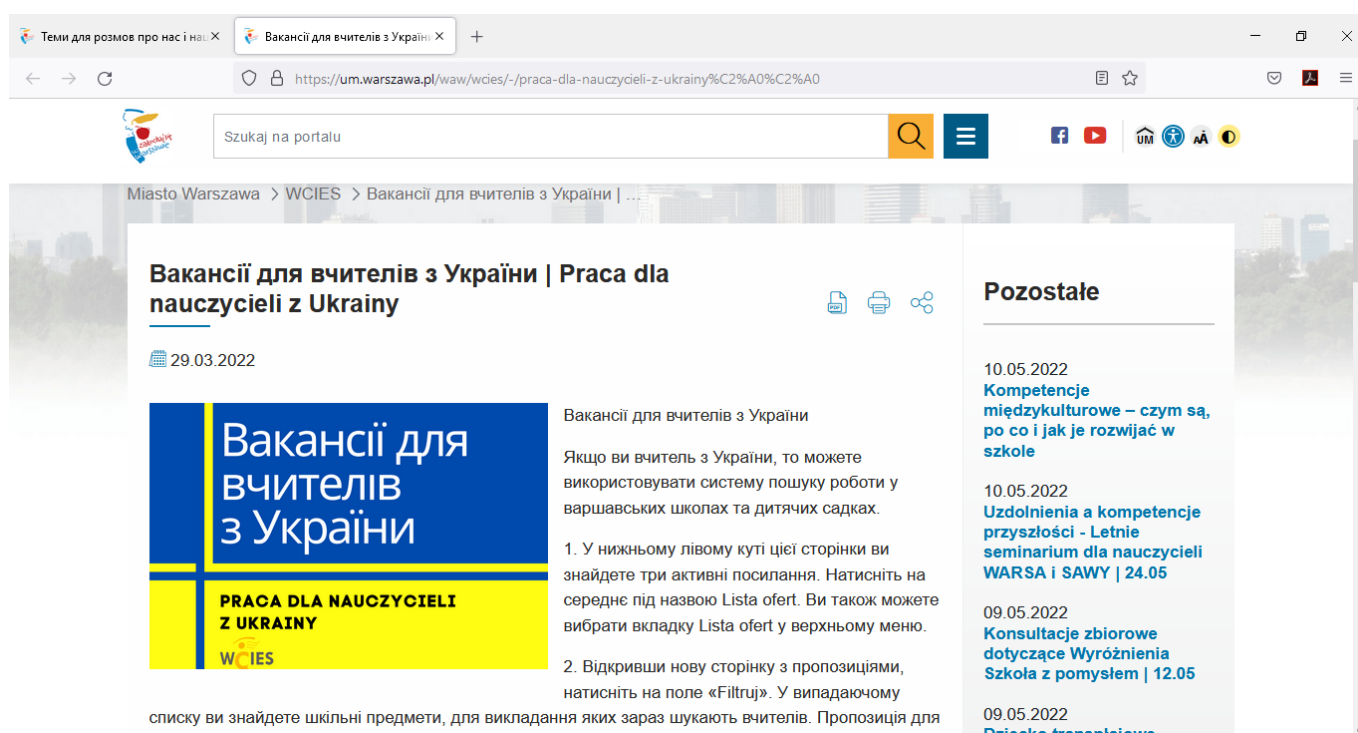 Теми для розмов про нас і наш
Вакансії для вчителів з Україн
https://um.warszawa.pl/waw/wcies/-/praca-dla-nauczycieli-z-ukrainy%C2%A0%C2%A0
zakochaj się
w Warszawie
Szukaj na portalu
UM
Miasto Warszawa > WCIES > Вакансії для вчителів з України | ...
Вакансії для вчителів з України | Praca dla
nauczycieli z Ukrainy
PDF
29.03.2022
Вакансії для
вчителів
з України
PRACA DLA NAUCZYCIELI
Z UKRAINY
WCIES
Вакансії для вчителів з України
Якщо ви вчитель з України, то можете
використовувати систему пошуку роботи у
варшавських школах та дитячих садках.
1. У нижньому лівому куті цієї сторінки ви
знайдете три активні посилання. Натисніть на
середнє під назвою Lista ofert. Ви також можете
вибрати вкладку Lista ofert у верхньому меню.
2. Відкривши нову сторінку з пропозиціями,
натисніть на поле «Filtruj». У випадаючому
списку ви знайдете шкільні предмети, для викладання яких зараз шукають вчителів. Пропозиція для
Pozostałe
10.05.2022
Kompetencje
międzykulturowe – czym są,
po co i jak je rozwijać w
szkole
10.05.2022
Uzdolnienia a kompetencje
przyszłości - Letnie
seminarium dla nauczycieli
WARSA i SAWY | 24.05
09.05.2022
Konsultacje zbiorowe
dotyczące Wyróżnienia
Szkoła z pomysłem | 12.05
09.05.2022